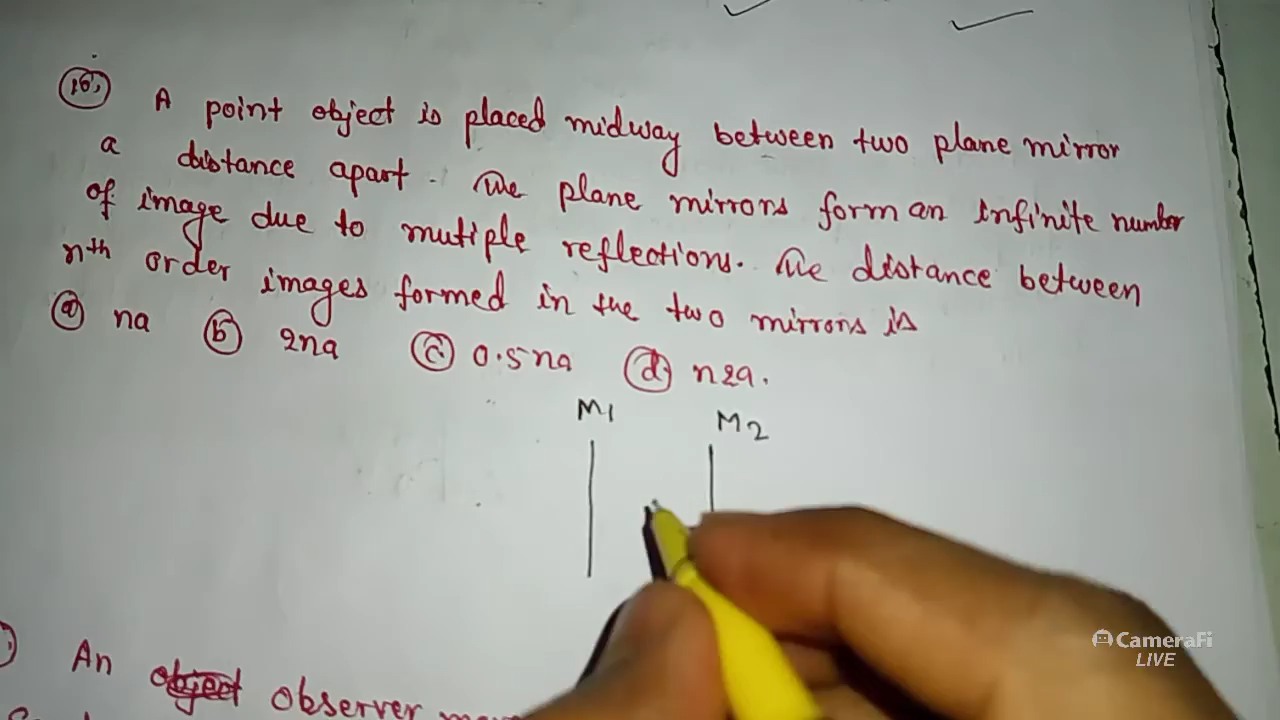 16, A point object is placed midway between two plane mirror
a distance apart. The plane mirrors form an infinite number
of image due to mutiple reflections. The distance between
nth order images formed in the two mirrors is
a) na b) 2na c) 0.5na d) n2a.
M1 M2
An observer
CameraFi
LIVE